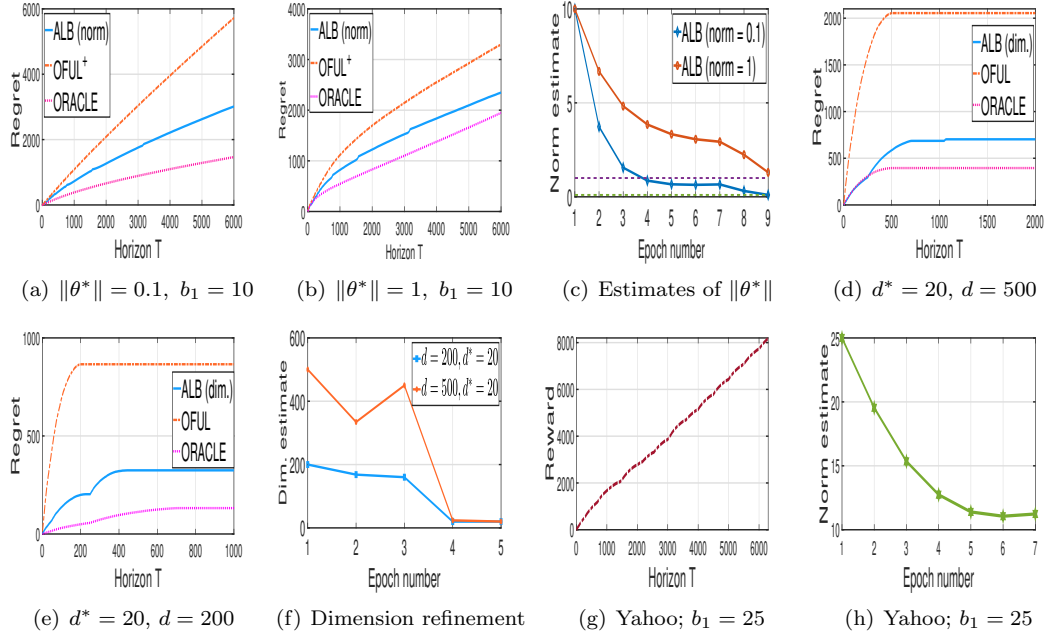 6000
4000
2000
0
0 1000 2000 3000 4000 5000 6000
Regret
Horizon T
ALB (norm)
OFUL+
ORACLE
(a) ∥θ*∥ = 0.1, b₁ = 10
4000
3000
2000
1000
0
0 1000 2000 3000 4000 5000 6000
Regret
Horizon T
ALB (norm)
OFUL+
ORACLE
(b) ∥θ*∥ = 1, b₁ = 10
10
5
0
1 2 3 4 5 6 7 8 9
Norm estimate
Epoch number
ALB (norm = 0.1)
ALB (norm = 1)
(c) Estimates of ∥θ*∥
2000
1500
1000
500
0
0 500 1000 1500 2000
Regret
Horizon T
ALB (dim.)
OFUL
ORACLE
(d) d* = 20, d = 500
1000
500
0
0 200 400 600 800 1000
Regret
Horizon T
ALB (dim.)
OFUL
ORACLE
(e) d* = 20, d = 200
600
400
200
0
1 2 3 4 5
Dim. estimate
Epoch number
d = 200, d* = 20
d = 500, d* = 20
(f) Dimension refinement
8000
6000
4000
2000
0
0 1000 2000 3000 4000 5000 6000
Reward
Horizon T
(g) Yahoo; b₁ = 25
25
20
15
10
1 2 3 4 5 6 7
Norm estimate
Epoch number
(h) Yahoo; b₁ = 25